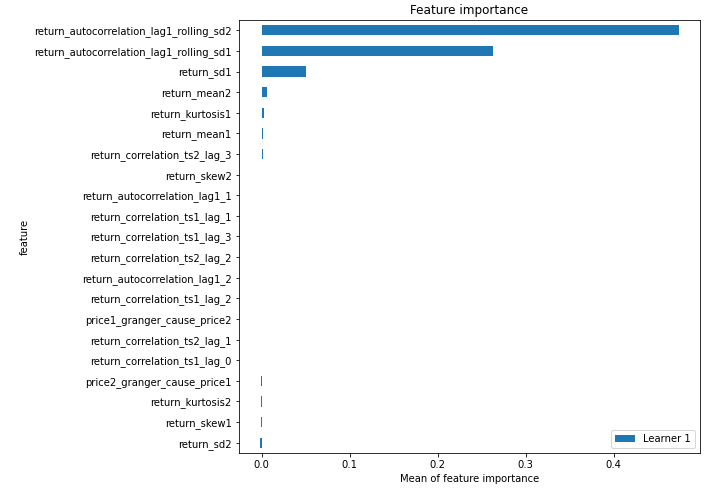 Feature importance
return_autocorrelation_lag1_rolling_sd2
return_autocorrelation_lag1_rolling_sd1
return_sd1
return_mean2
return_kurtosis1
return_mean1
return_correlation_ts2_lag_3
return_skew2
return_autocorrelation_lag1_1
return_correlation_ts1_lag_1
return_correlation_ts1_lag_3
return_correlation_ts2_lag_2
return_autocorrelation_lag1_2
return_correlation_ts1_lag_2
price1_granger_cause_price2
return_correlation_ts2_lag_1
return_correlation_ts1_lag_0
price2_granger_cause_price1
return_kurtosis2
return_skew1
return_sd2
feature
Learner 1
0.0 0.1 0.2 0.3 0.4
Mean of feature importance